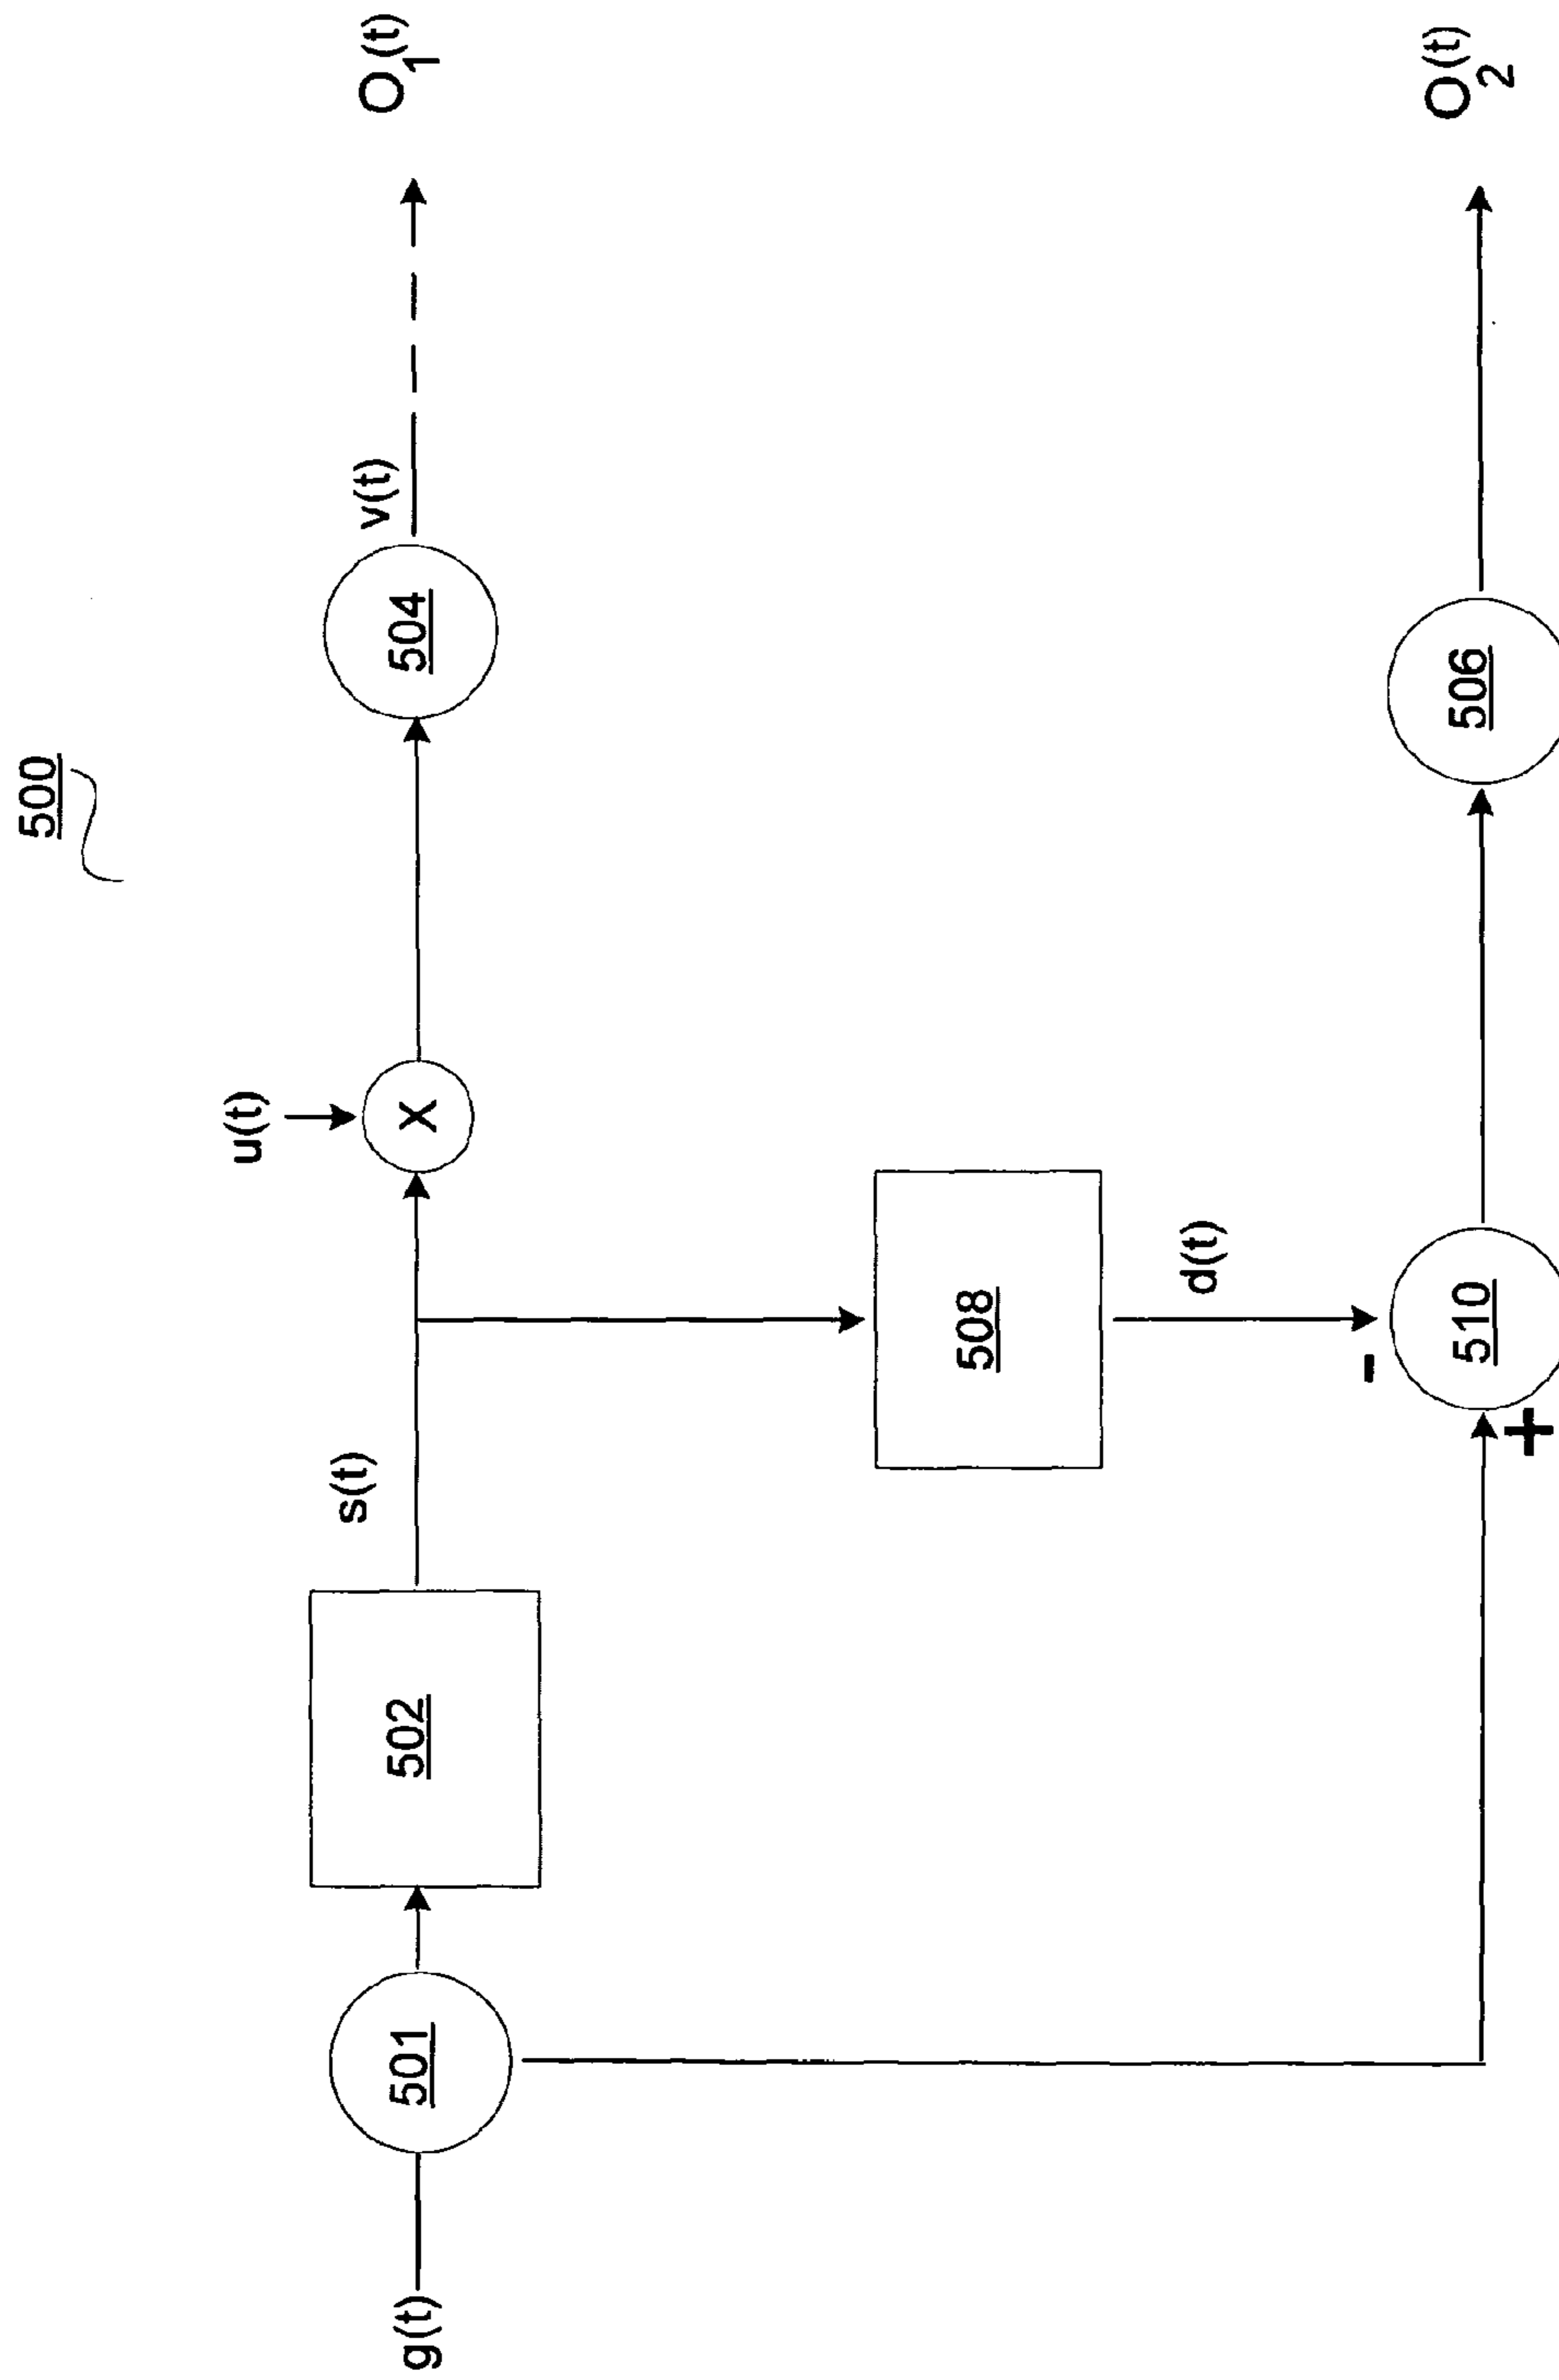 500
u(t)
g(t)
501
502
s(t)
X
504
v(t)
O1(t)
508
d(t)
-
+
510
506
O2(t)